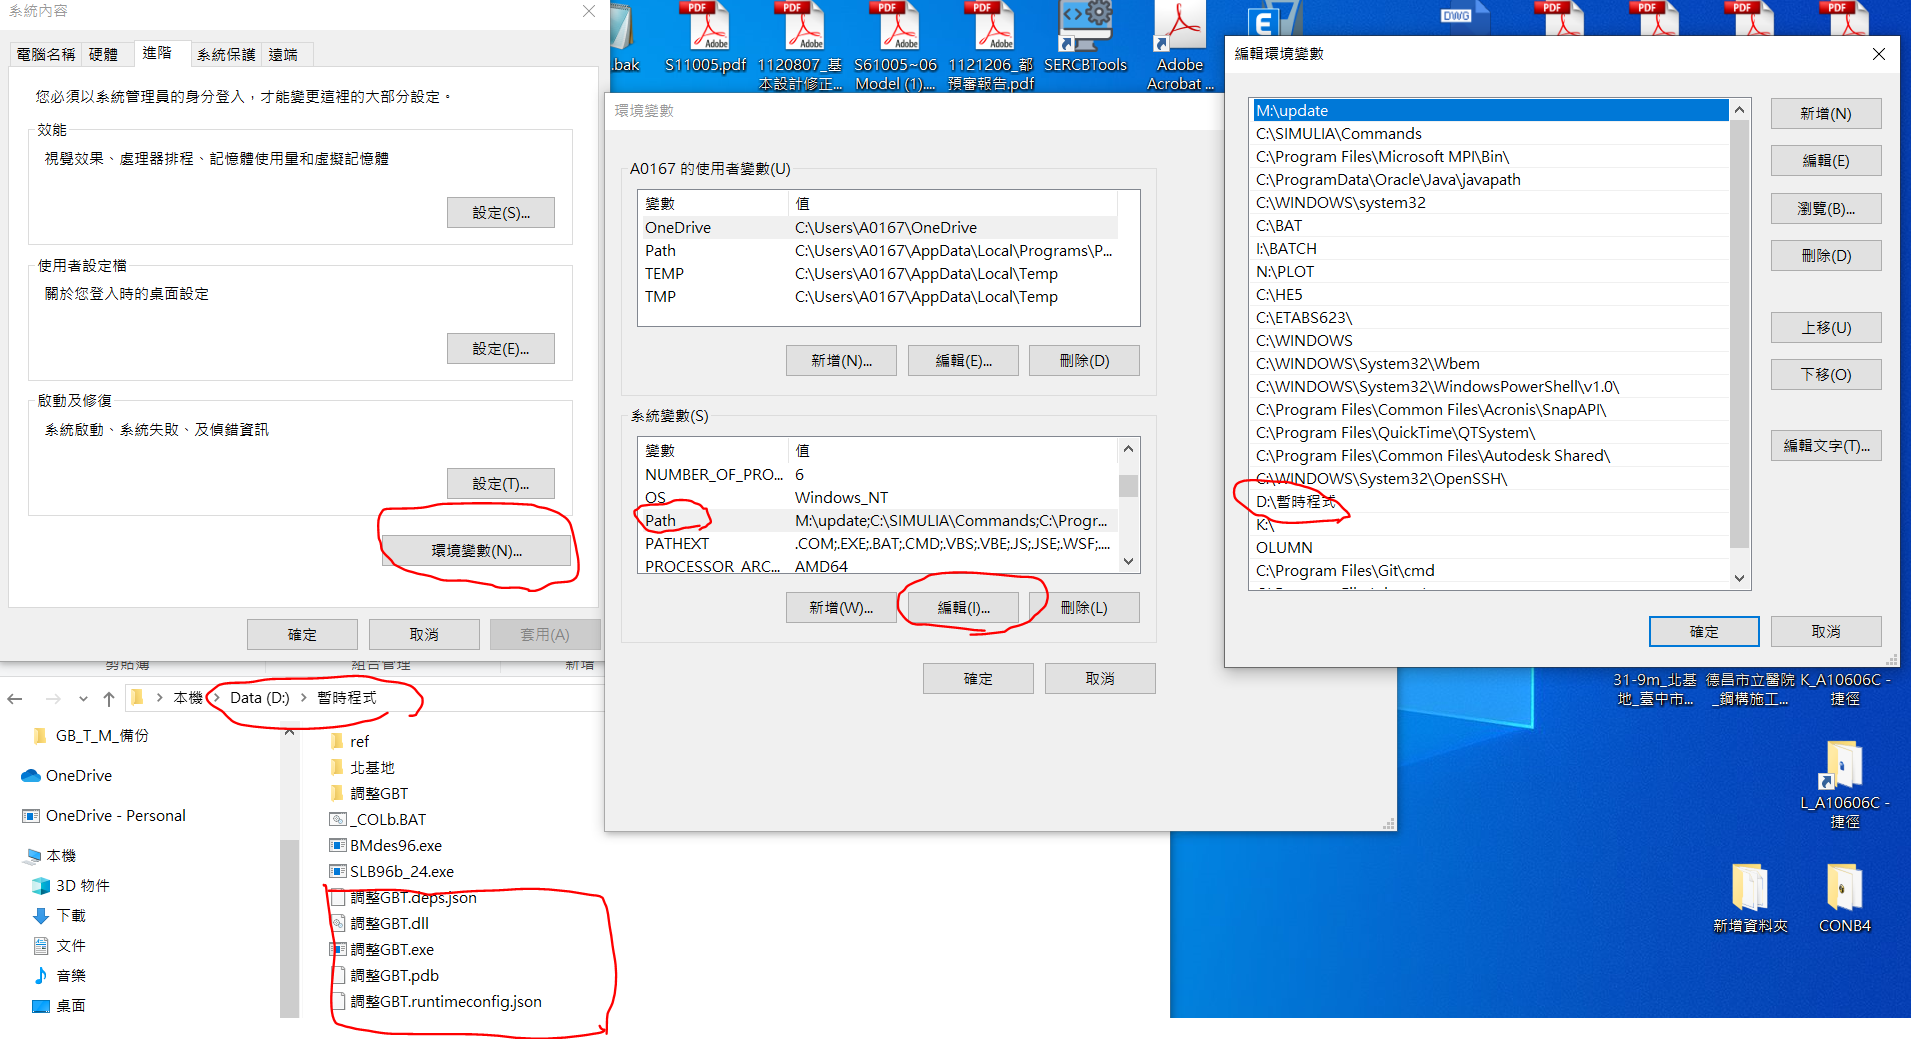 系統內容
電腦名稱
硬體
進階
系統保護
遠端
您必須以系統管理員的身分登入，才能變更這裡的大部分設定。
效能
視覺效果、處理器排程、記憶體使用量和虛擬記憶體
設定(S)...
使用者設定檔
關於您登入時的桌面設定
設定(E)...
啟動及修復
系統啟動、系統失敗、及偵錯資訊
設定(T)...
環境變數(N)...
確定
取消
套用(A)
剪貼簿
組合管理
新增
本機
Data (D:)
暫時程式
GB_T_M_備份
OneDrive
OneDrive - Personal
本機
3D 物件
下載
文件
音樂
桌面
ref
北基地
調整GBT
_COLb.BAT
BMdes96.exe
SLB96b_24.exe
調整GBT.deps.json
調整GBT.dll
調整GBT.exe
調整GBT.pdb
調整GBT.runtimeconfig.json
.bak
S11005.pdf
1120807_基
本設計修正...
S61005~06
Model (1)....
1121206_都
預審報告.pdf
SERCBTools
Adobe
Acrobat ...
PDF
Adobe
PDF
Adobe
PDF
Adobe
PDF
Adobe
DWG
PDF
PDF
PDF
PDF
環境變數
A0167 的使用者變數(U)
變數 值
OneDrive C:\Users\A0167\OneDrive
Path C:\Users\A0167\AppData\Local\Programs\P...
TEMP C:\Users\A0167\AppData\Local\Temp
TMP C:\Users\A0167\AppData\Local\Temp
新增(N)...
編輯(E)...
刪除(D)
系統變數(S)
變數 值
NUMBER_OF_PRO... 6
OS Windows_NT
Path M:\update;C:\SIMULIA\Commands;C:\Progr...
PATHEXT .COM;.EXE;.BAT;.CMD;.VBS;.VBE;.JS;.JSE;.WSF;....
PROCESSOR_ARC... AMD64
新增(W)...
編輯(I)...
刪除(L)
確定
取消
編輯環境變數
M:\update
C:\SIMULIA\Commands
C:\Program Files\Microsoft MPI\Bin\
C:\ProgramData\Oracle\Java\javapath
C:\WINDOWS\system32
C:\BAT
I:\BATCH
N:\PLOT
C:\HE5
C:\ETABS623\
C:\WINDOWS
C:\WINDOWS\System32\Wbem
C:\WINDOWS\System32\WindowsPowerShell\v1.0\
C:\Program Files\Common Files\Acronis\SnapAPI\
C:\Program Files\QuickTime\QTSystem\
C:\Program Files\Common Files\Autodesk Shared\
C:\WINDOWS\System32\OpenSSH\
D:\暫時程式
K:\
OLUMN
C:\Program Files\Git\cmd
新增(N)
編輯(E)
瀏覽(B)...
刪除(D)
上移(U)
下移(O)
編輯文字(T)...
確定
取消
31-9m_北基
地_臺中市...
德昌市立醫院
_鋼構施工...
K_A10606C -
捷徑
L_A10606C -
捷徑
新增資料夾
CONB4